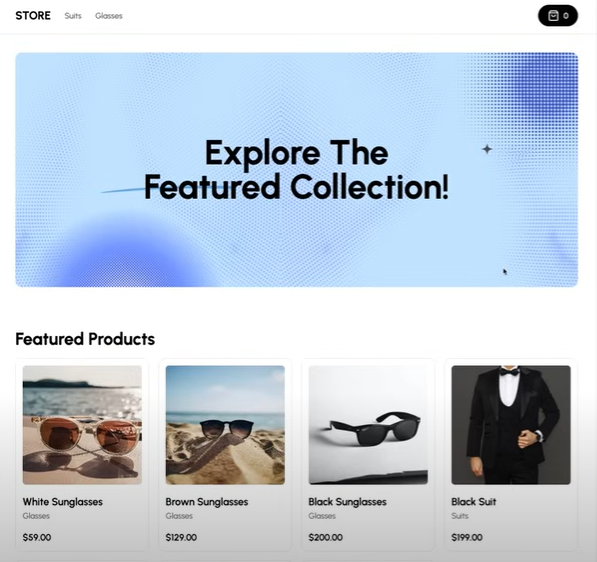 STORE Suits Glasses 0
Explore The
Featured Collection!
Featured Products
White Sunglasses
Glasses
$59.00
Brown Sunglasses
Glasses
$129.00
Black Sunglasses
Glasses
$200.00
Black Suit
Suits
$199.00